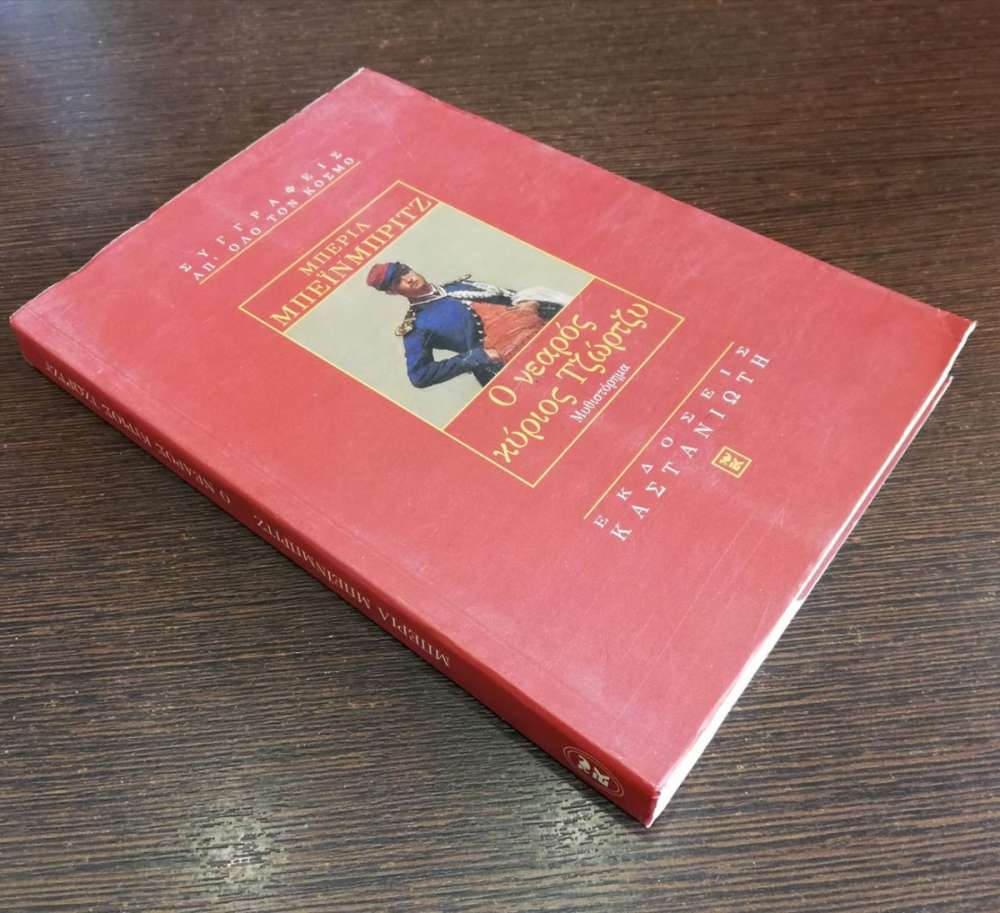 ΣΥΓΓΡΑΦΕΙΣ
ΑΠ' ΟΛΟ ΤΟΝ ΚΟΣΜΟ
ΜΠΕΡΙΛ
ΜΠΕΪΝΜΠΡΙΤΖ
Ο νεαρός
κύριος Τζώρτζυ
Μυθιστόρημα
ΕΚΔΟΣΕΙΣ
ΚΑΣΤΑΝΙΩΤΗ
ΜΠΕΡΙΛ ΜΠΕΪΝΜΠΡΙΤΖ Ο ΝΕΑΡΟΣ ΚΥΡΙΟΣ ΤΖΩΡΤΖΥ